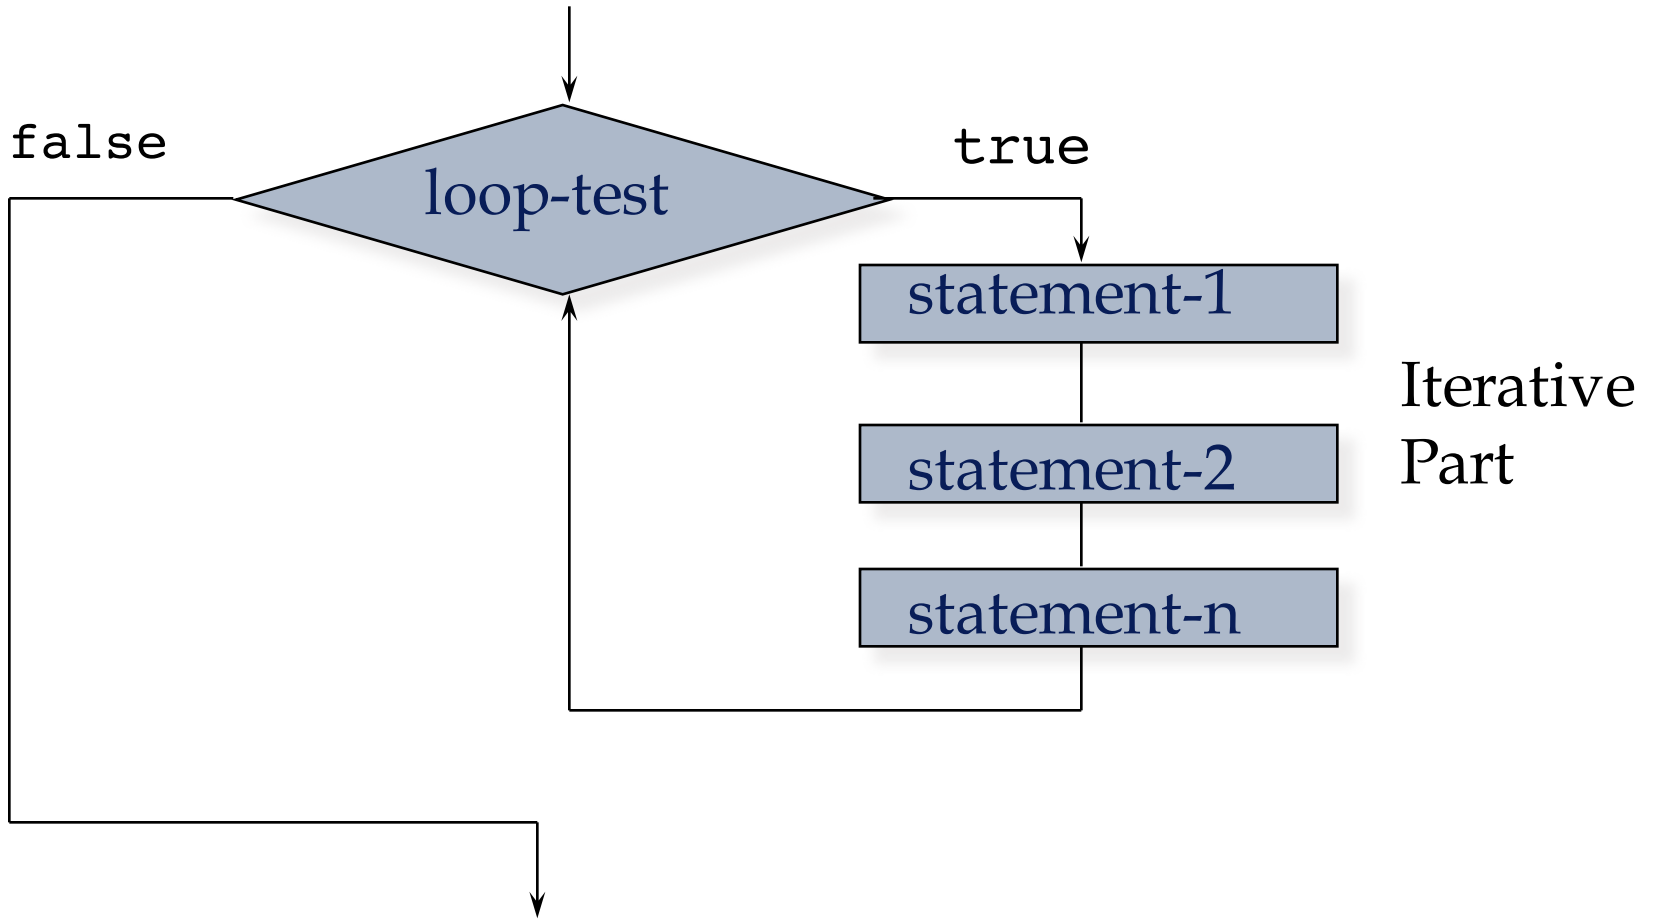 false
true
loop-test
statement-1
Iterative
Part
statement-2
statement-n